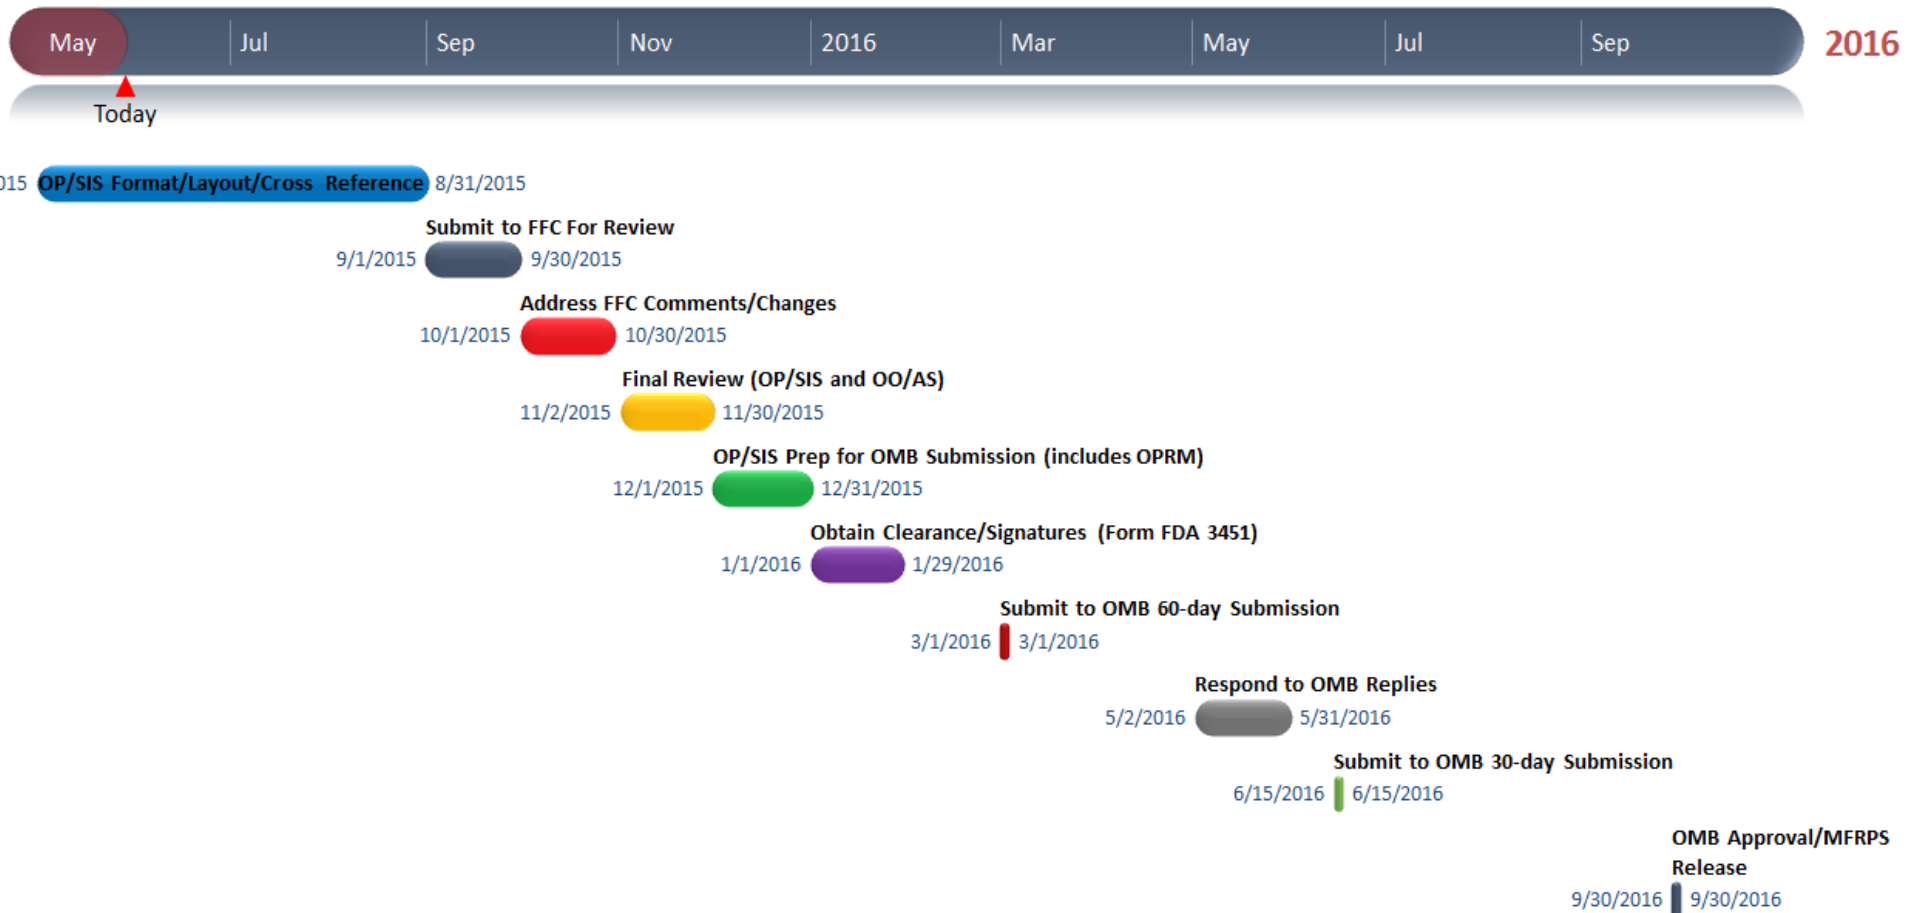 May Jul Sep Nov 2016 Mar May Jul Sep 2016
Today
015 OP/SIS Format/Layout/Cross Reference 8/31/2015
Submit to FFC For Review
9/1/2015 9/30/2015
Address FFC Comments/Changes
10/1/2015 10/30/2015
Final Review (OP/SIS and OO/AS)
11/2/2015 11/30/2015
OP/SIS Prep for OMB Submission (includes OPRM)
12/1/2015 12/31/2015
Obtain Clearance/Signatures (Form FDA 3451)
1/1/2016 1/29/2016
Submit to OMB 60-day Submission
3/1/2016 3/1/2016
Respond to OMB Replies
5/2/2016 5/31/2016
Submit to OMB 30-day Submission
6/15/2016 6/15/2016
OMB Approval/MFRPS
Release
9/30/2016 9/30/2016